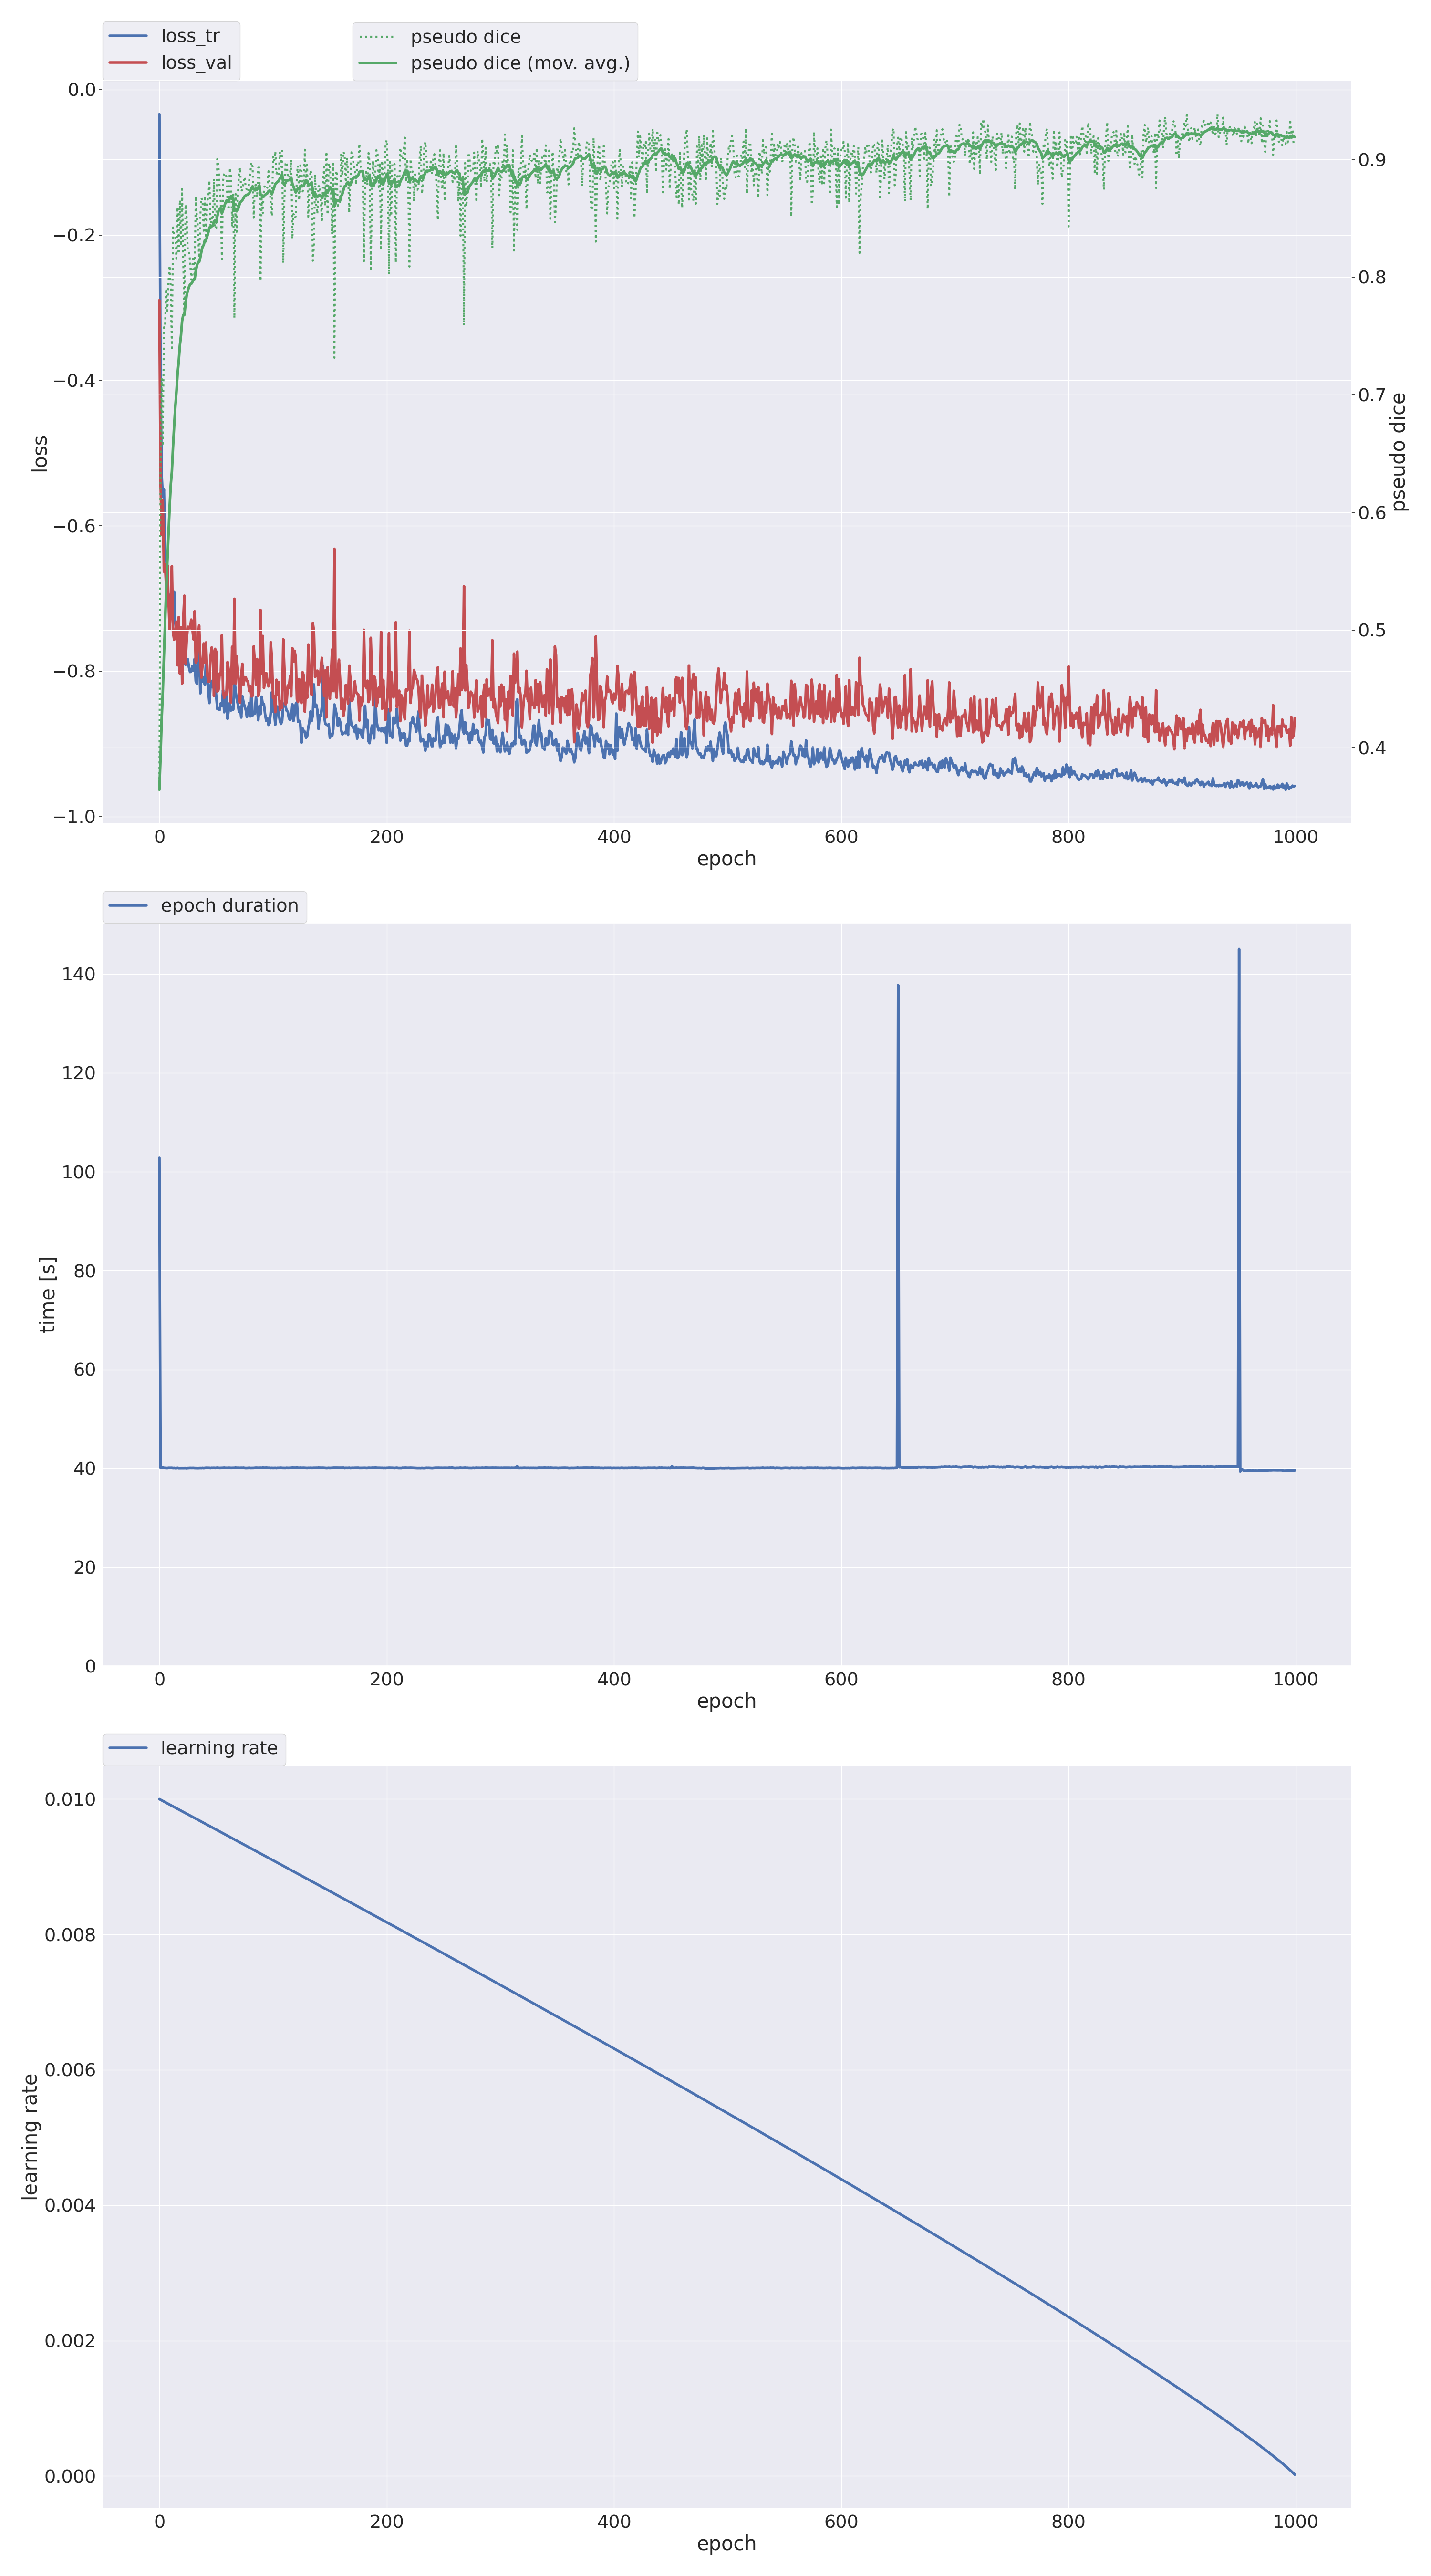 loss_tr
loss_val
pseudo dice
pseudo dice (mov. avg.)
0.0
−0.2
−0.4
−0.6
−0.8
−1.0
loss
0.9
0.8
0.7
0.6
0.5
0.4
pseudo dice
0 200 400 600 800 1000
epoch
epoch duration
140
120
100
80
60
40
20
0
time [s]
0 200 400 600 800 1000
epoch
learning rate
0.010
0.008
0.006
0.004
0.002
0.000
learning rate
0 200 400 600 800 1000
epoch